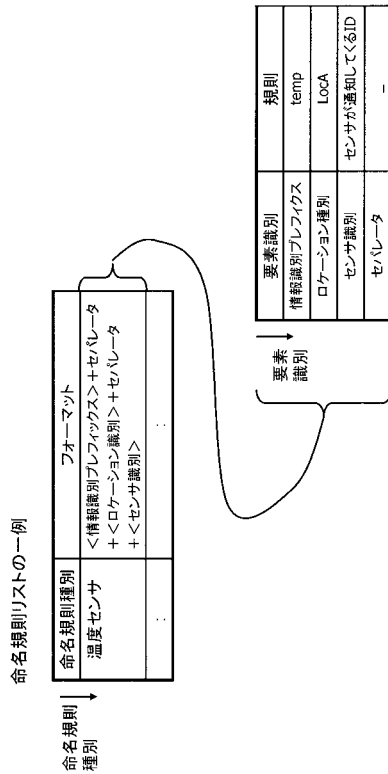 命名規則リストの一例
命名規則
種別
命名規則種別
フォーマット
温度センサ
＜情報識別プレフィックス＞＋セパレータ
＋＜ロケーション識別＞＋セパレータ
＋＜センサ識別＞
:
:
要素
識別
要素識別
規則
情報識別プレフィクス
temp
ロケーション種別
LocA
センサ識別
センサが通知してくるID
セパレータ
_